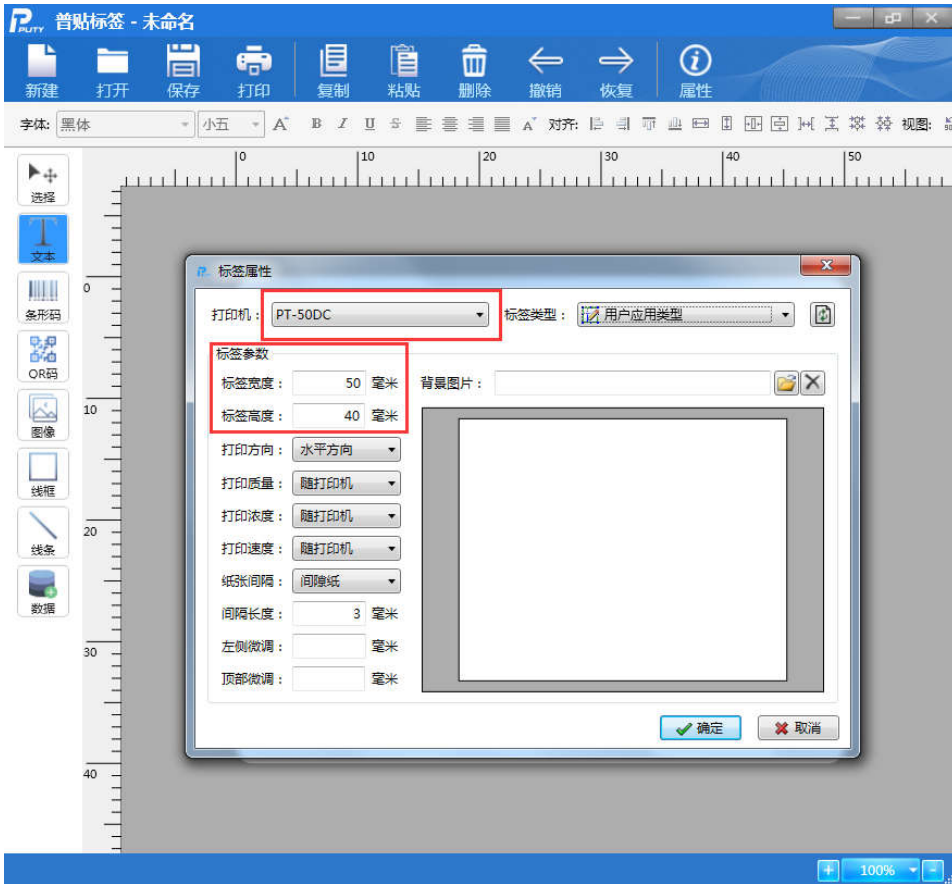 PUTY 普贴标签 - 未命名
新建 打开 保存 打印 复制 粘贴 删除 撤销 恢复 属性
字体: 黑体 小五 A B I U S A 对齐: 视图:
0 10 20 30 40 50
选择
文本
条形码
QR码
图像
线框
线条
数据
0
10
20
30
40
标签属性
打印机: PT-50DC 标签类型: 用户应用类型
标签参数
标签宽度: 50 毫米 背景图片:
标签高度: 40 毫米
打印方向: 水平方向
打印质量: 随打印机
打印浓度: 随打印机
打印速度: 随打印机
纸张间隔: 间隙纸
间隔长度: 3 毫米
左侧微调: 毫米
顶部微调: 毫米
确定 取消
100%